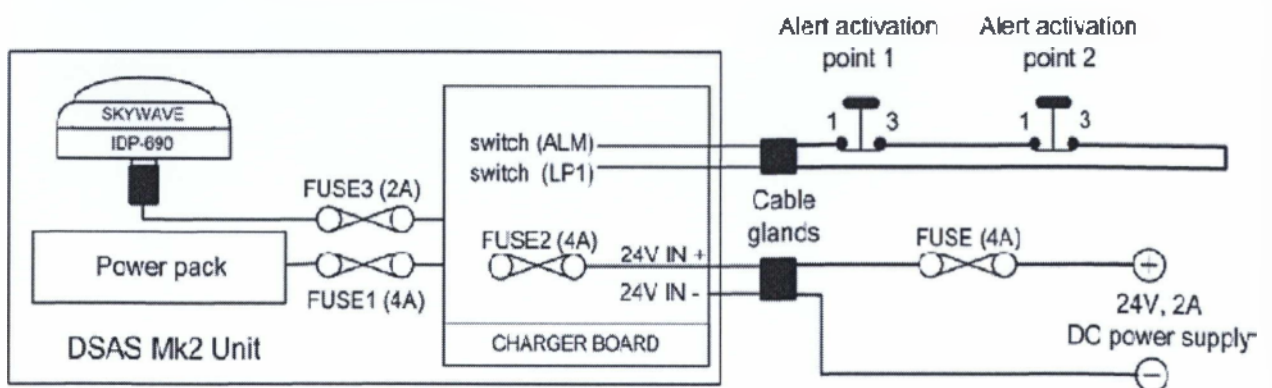 Alert activation
point 1
Alert activation
point 2
SKYWAVE
IDP-690
1
3
1
3
switch (ALM)
switch (LP1)
FUSE3 (2A)
Cable
glands
FUSE2 (4A)
24V IN +
FUSE (4A)
+
Power pack
FUSE1 (4A)
24V IN -
24V, 2A
DC power supply
DSAS Mk2 Unit
CHARGER BOARD
-